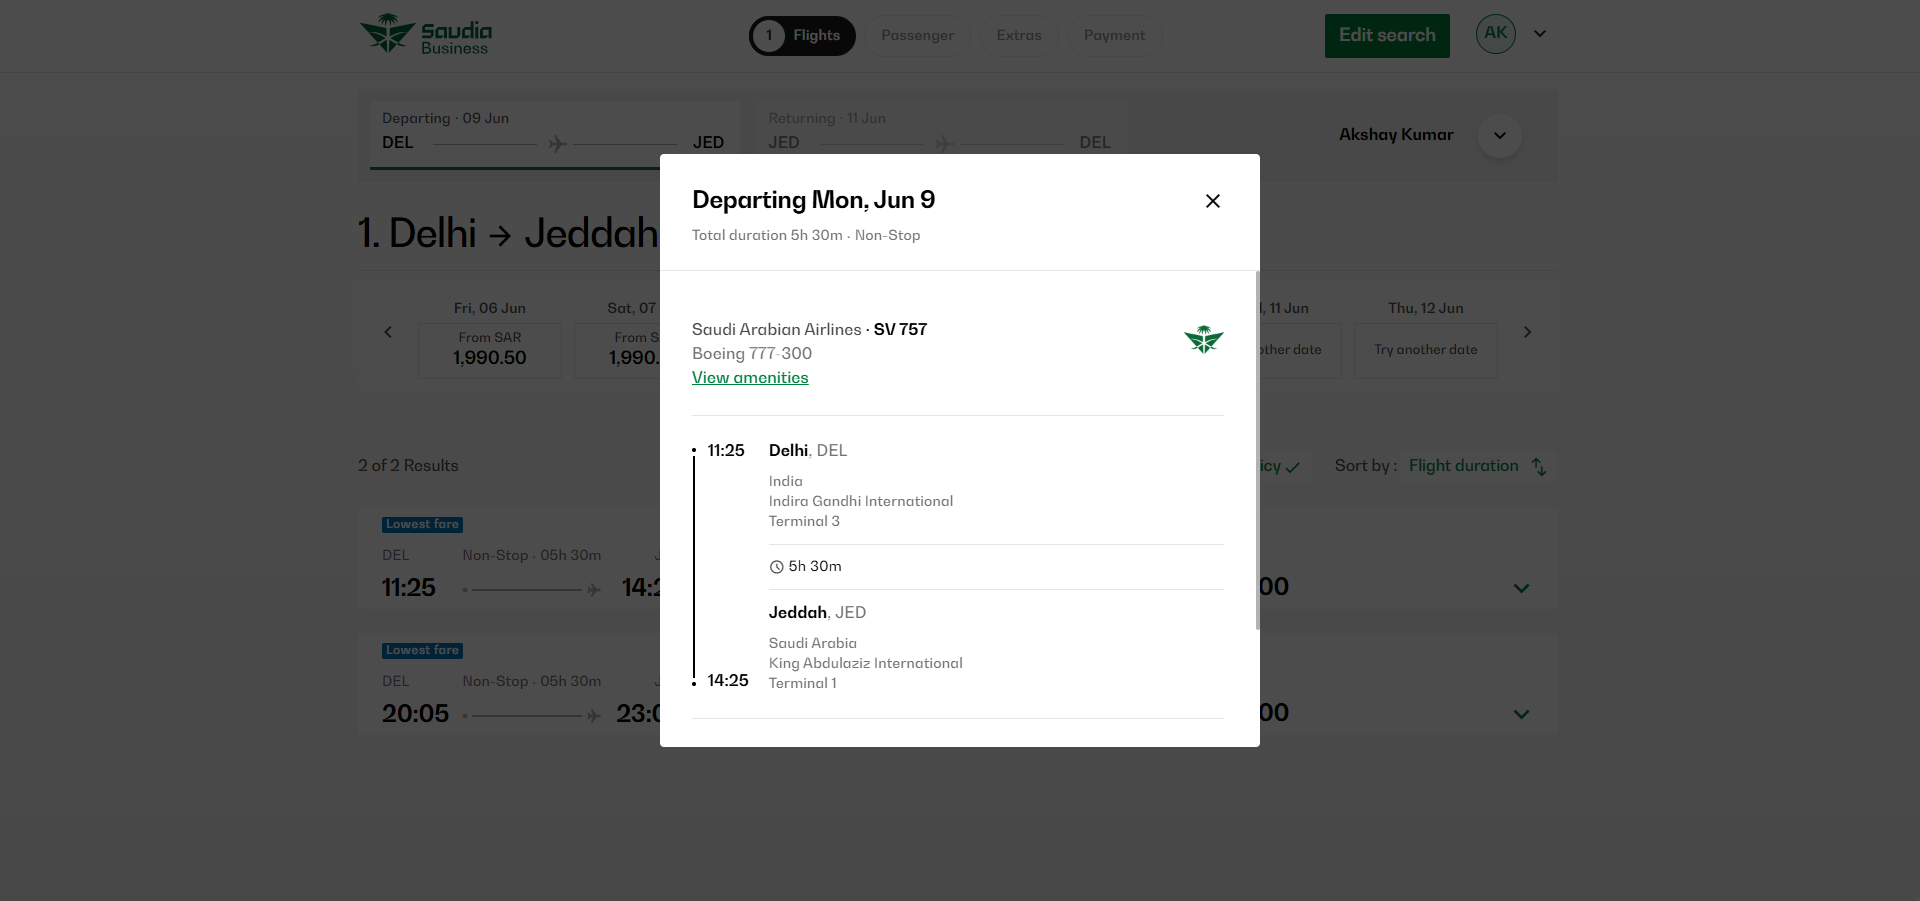 Saudia
Business
1 Flights
Passenger
Extras
Payment
Edit search
AK
Departing · 09 Jun
DEL
JED
Returning · 11 Jun
JED
DEL
Akshay Kumar
1. Delhi → Jeddah
Fri, 06 Jun
From SAR
1,990.50
Sat, 07
From S
1,990.
, 11 Jun
other date
Thu, 12 Jun
Try another date
2 of 2 Results
icy
Sort by : Flight duration
Lowest fare
DEL
Non-Stop · 05h 30m
11:25
14:2
00
Lowest fare
DEL
Non-Stop · 05h 30m
20:05
23:0
00
Departing Mon, Jun 9
Total duration 5h 30m · Non-Stop
Saudi Arabian Airlines · SV 757
Boeing 777-300
View amenities
11:25
Delhi, DEL
India
Indira Gandhi International
Terminal 3
5h 30m
Jeddah, JED
Saudi Arabia
King Abdulaziz International
14:25
Terminal 1